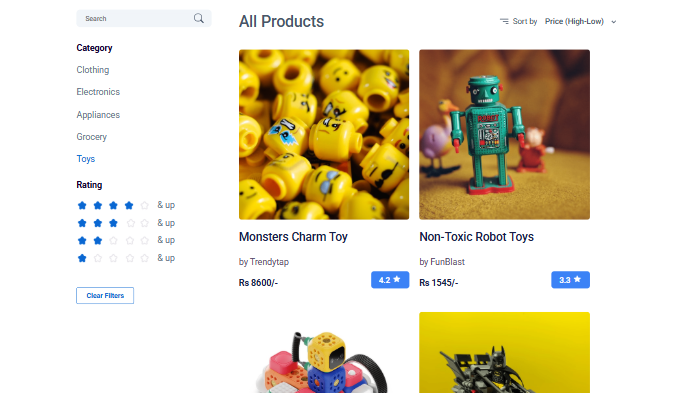 Search
All Products
Sort by Price (High-Low)
Category
Clothing
Electronics
Appliances
Grocery
Toys
Rating
& up
& up
& up
& up
Clear Filters
ROBOT
Monsters Charm Toy
by Trendytap
Rs 8600/-
4.2
Non-Toxic Robot Toys
by FunBlast
Rs 1545/-
3.3